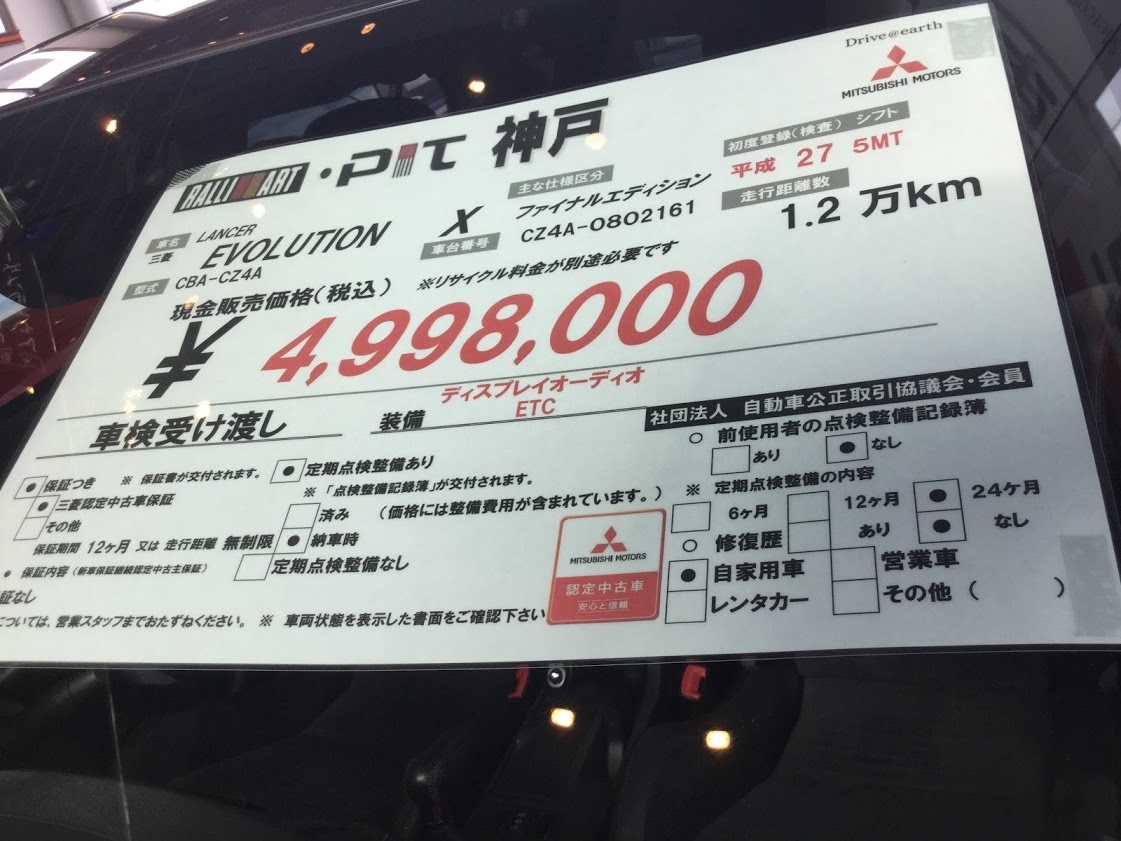 Drive@earth
MITSUBISHI MOTORS
RALLIART ・PIT 神戸
初度登録(検査) シフト
平成 27 5MT
主な仕様区分
ファイナルエディション
走行距離数
1.2 万km
車名 LANCER
三菱 EVOLUTION X
車台番号 CZ4A-0802161
型式 CBA-CZ4A
現金販売価格(税込) ※リサイクル料金が別途必要です
¥ 4,998,000
車検受け渡し
装備 ディスプレイオーディオ
ETC
社団法人 自動車公正取引協議会・会員
保証つき ※ 保証書が交付されます。
三菱認定中古車保証
その他
保証期間 12ヶ月 又は 走行距離 無制限
● 保証内容(新車保証継続認定中古主保証)
証なし
定期点検整備あり
※「点検整備記録簿」が交付されます。
済み (価格には整備費用が含まれています。)
納車時
定期点検整備なし
○ 前使用者の点検整備記録簿
あり なし
※ 定期点検整備の内容
6ヶ月 12ヶ月 24ケ月
○ 修復歴 あり なし
自家用車 営業車
レンタカー その他 ( )
MITSUBISHI MOTORS
認定中古車
安心と信頼
については、営業スタッフまでおたずねください。 ※ 車両状態を表示した書面をご確認下さい